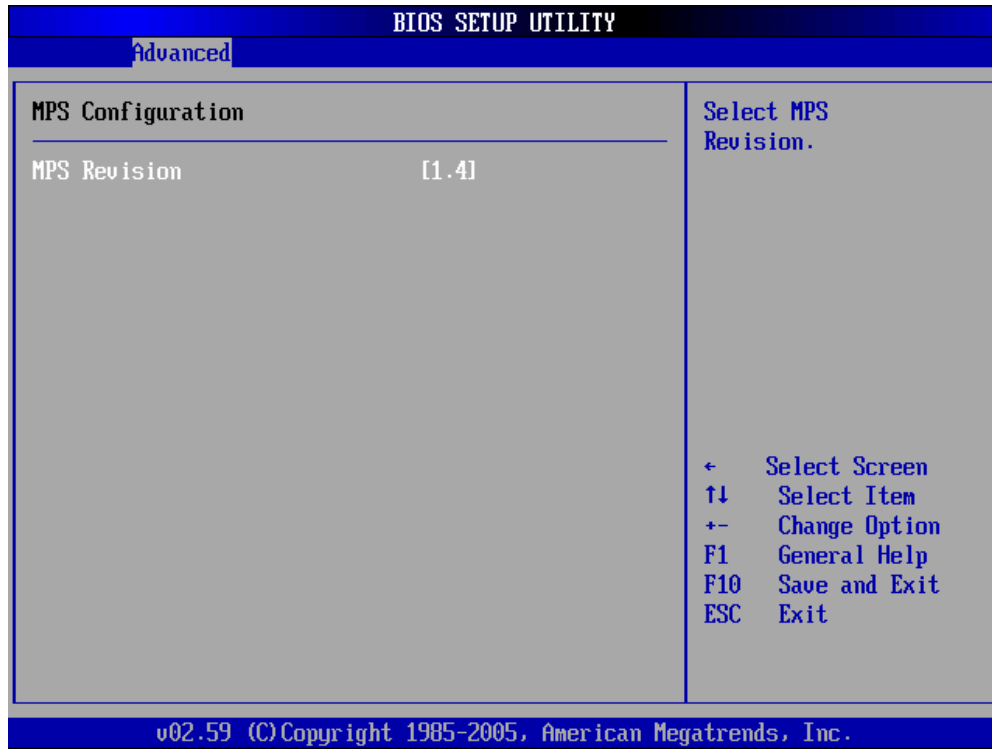 BIOS SETUP UTILITY
Advanced
MPS Configuration
MPS Revision [1.4]
Select MPS
Revision.
← Select Screen
↑↓ Select Item
+- Change Option
F1 General Help
F10 Save and Exit
ESC Exit
v02.59 (C)Copyright 1985-2005, American Megatrends, Inc.